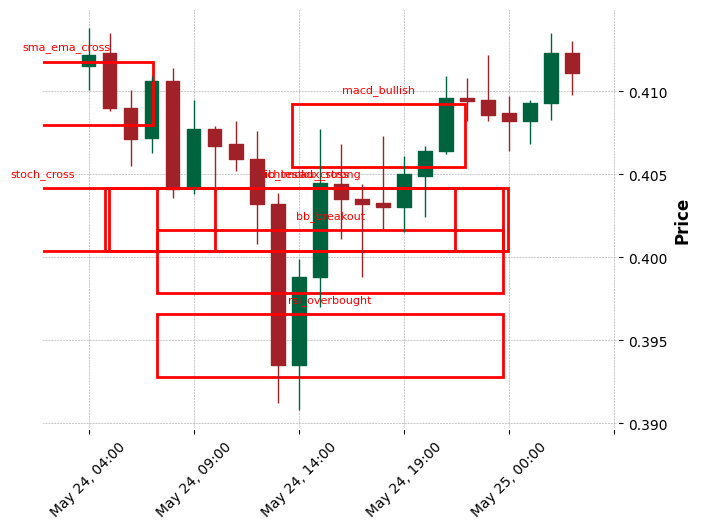 sma_ema_cross
macd_bullish
stoch_cross
bb_breakout
0.410
0.405
0.400
0.395
0.390
Price
May 24, 04:00
May 24, 09:00
May 24, 14:00
May 24, 19:00
May 25, 00:00